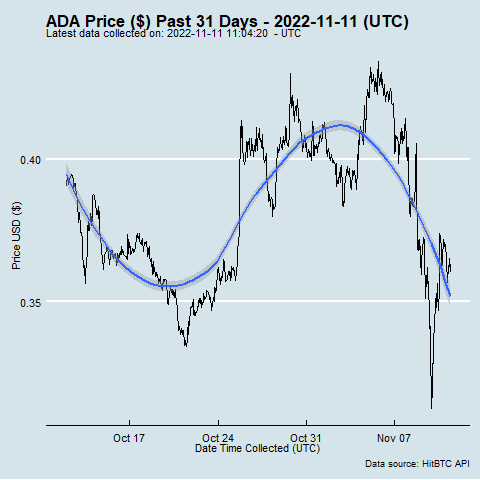 ADA Price ($) Past 31 Days - 2022-11-11 (UTC)
Latest data collected on: 2022-11-11 11:04:20 - UTC
0.40
Price USD ($)
0.35
Oct 17 Oct 24 Oct 31 Nov 07
Date Time Collected (UTC)
Data source: HitBTC API